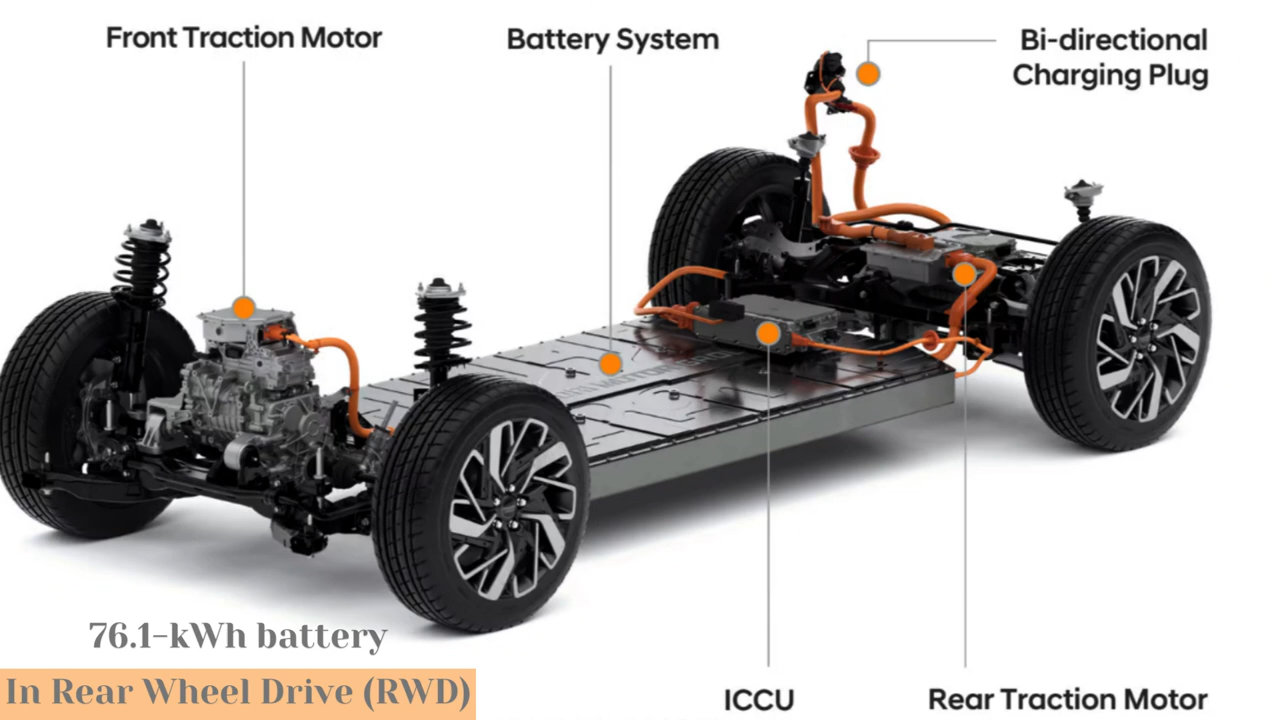 Front Traction Motor
Battery System
Bi-directional
Charging Plug
76.1-kWh battery
In Rear Wheel Drive (RWD)
ICCU
Rear Traction Motor